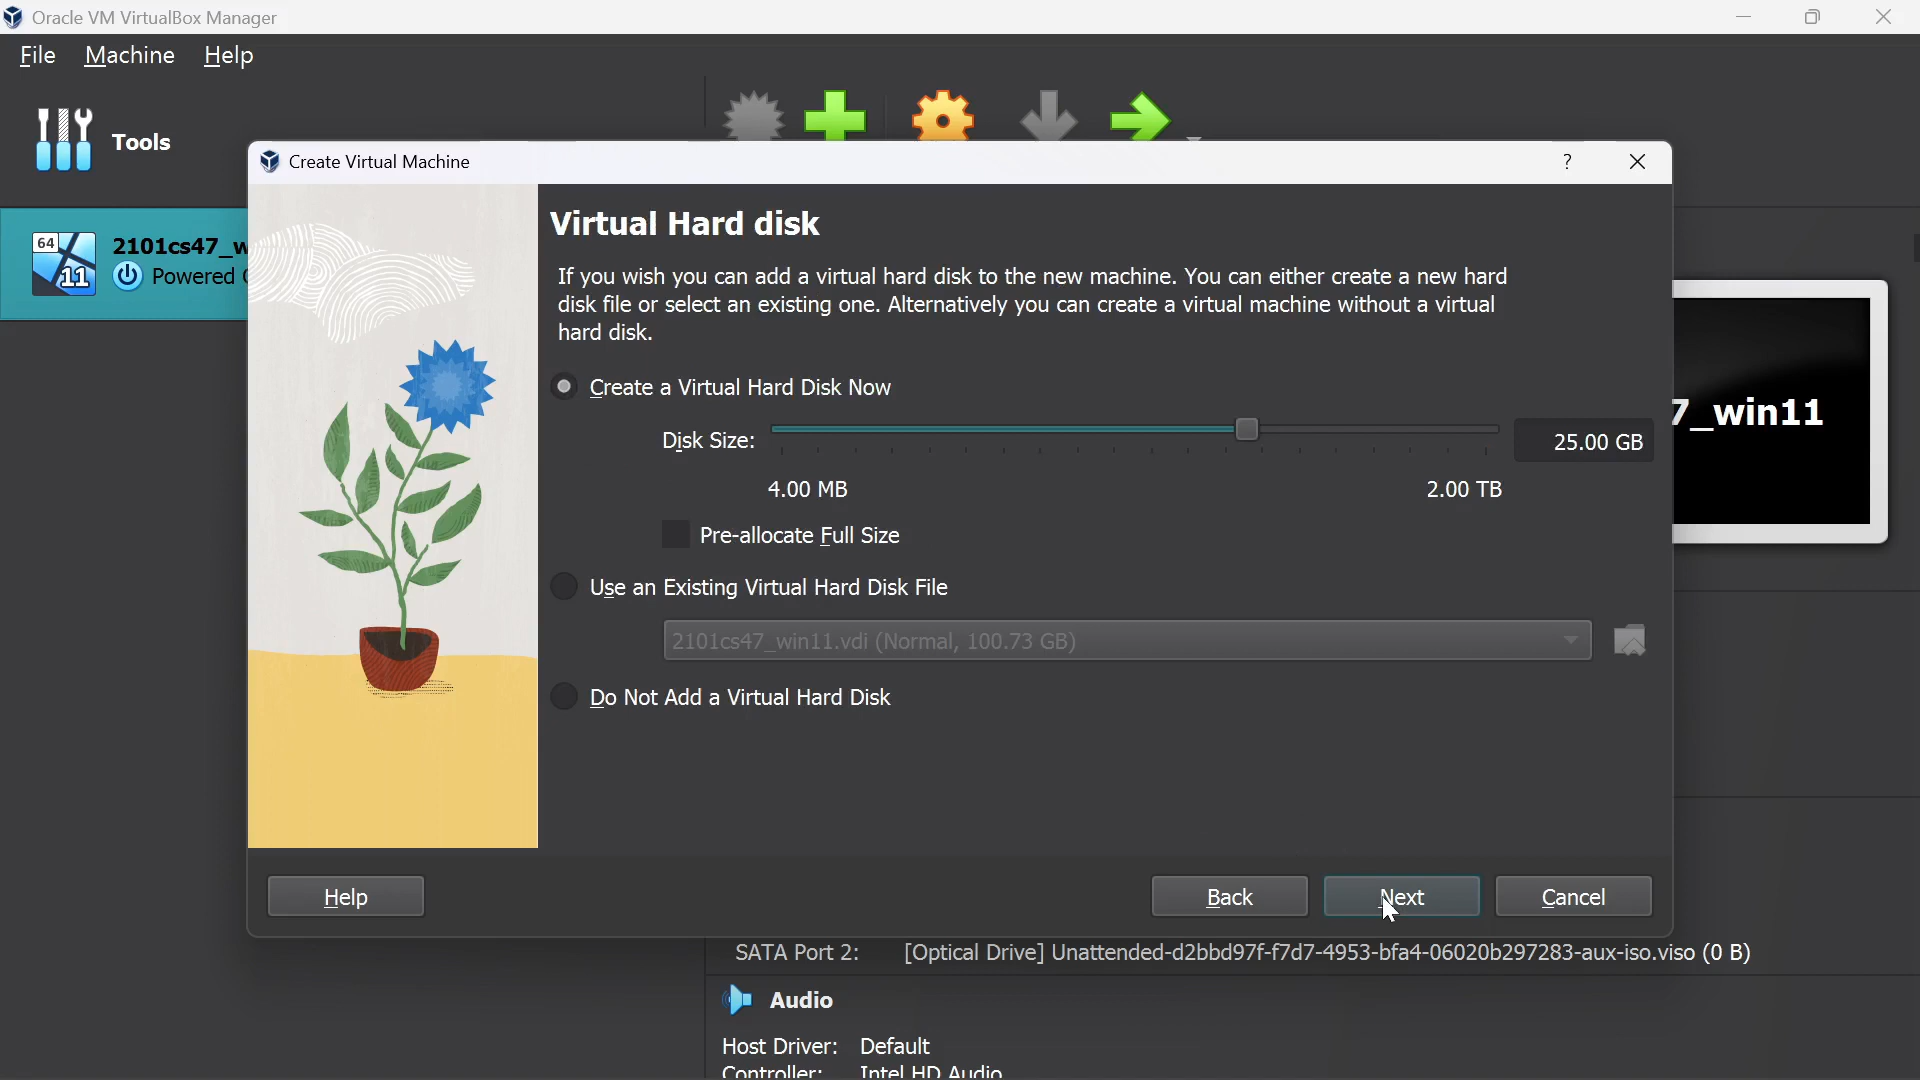 Oracle VM VirtualBox Manager
File Machine Help
Tools
Create Virtual Machine
?
64
11
2101cs47_w
Powered
Virtual Hard disk
If you wish you can add a virtual hard disk to the new machine. You can either create a new hard
disk file or select an existing one. Alternatively you can create a virtual machine without a virtual
hard disk.
Create a Virtual Hard Disk Now
Disk Size:
25.00 GB
4.00 MB
2.00 TB
Pre-allocate Full Size
Use an Existing Virtual Hard Disk File
2101cs47_win11.vdi (Normal, 100.73 GB)
Do Not Add a Virtual Hard Disk
7_win11
Help
Back
Next
Cancel
SATA Port 2: [Optical Drive] Unattended-d2bbd97f-f7d7-4953-bfa4-06020b297283-aux-iso.viso (0 B)
Audio
Host Driver: Default
Controller: Intel HD Audio